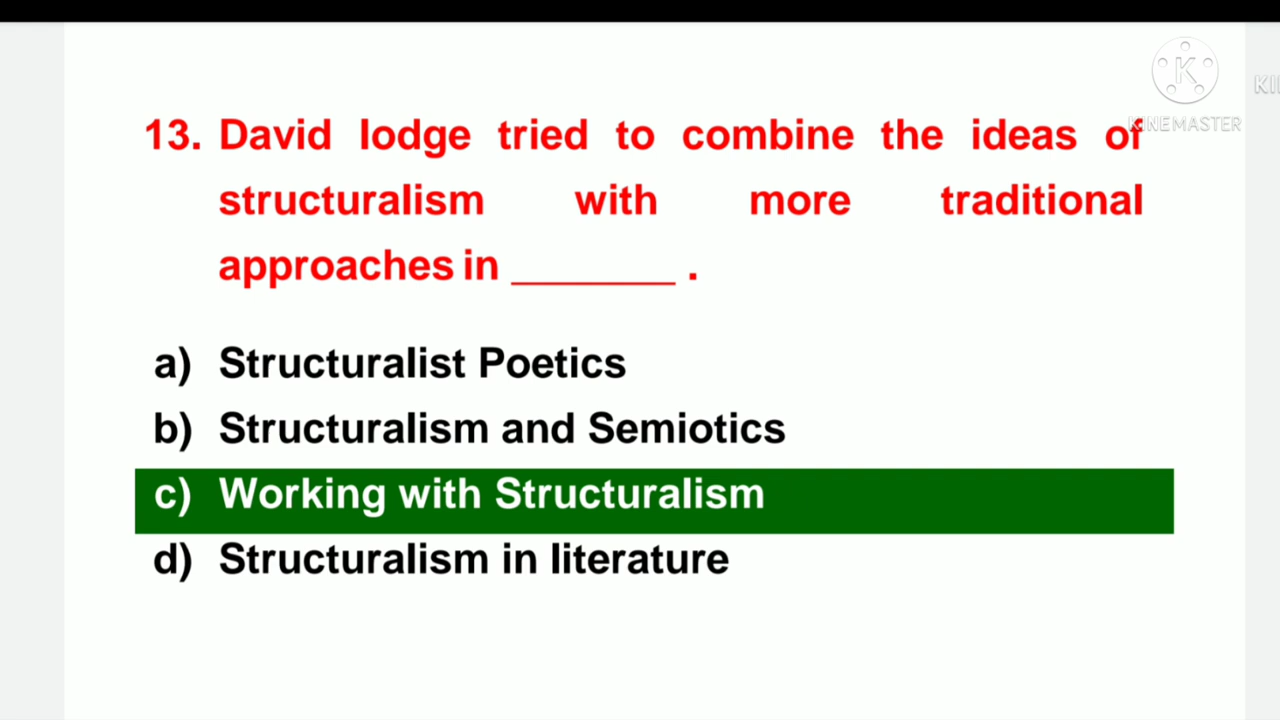 K
KINEMASTER
KI
13. David lodge tried to combine the ideas of
structuralism with more traditional
approaches in ________ .
a) Structuralist Poetics
b) Structuralism and Semiotics
c) Working with Structuralism
d) Structuralism in literature